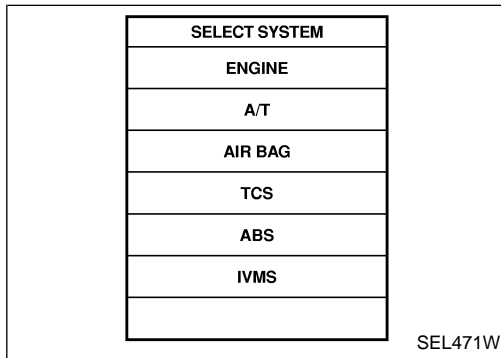 SELECT SYSTEM
ENGINE
A/T
AIR BAG
TCS
ABS
IVMS
SEL471W